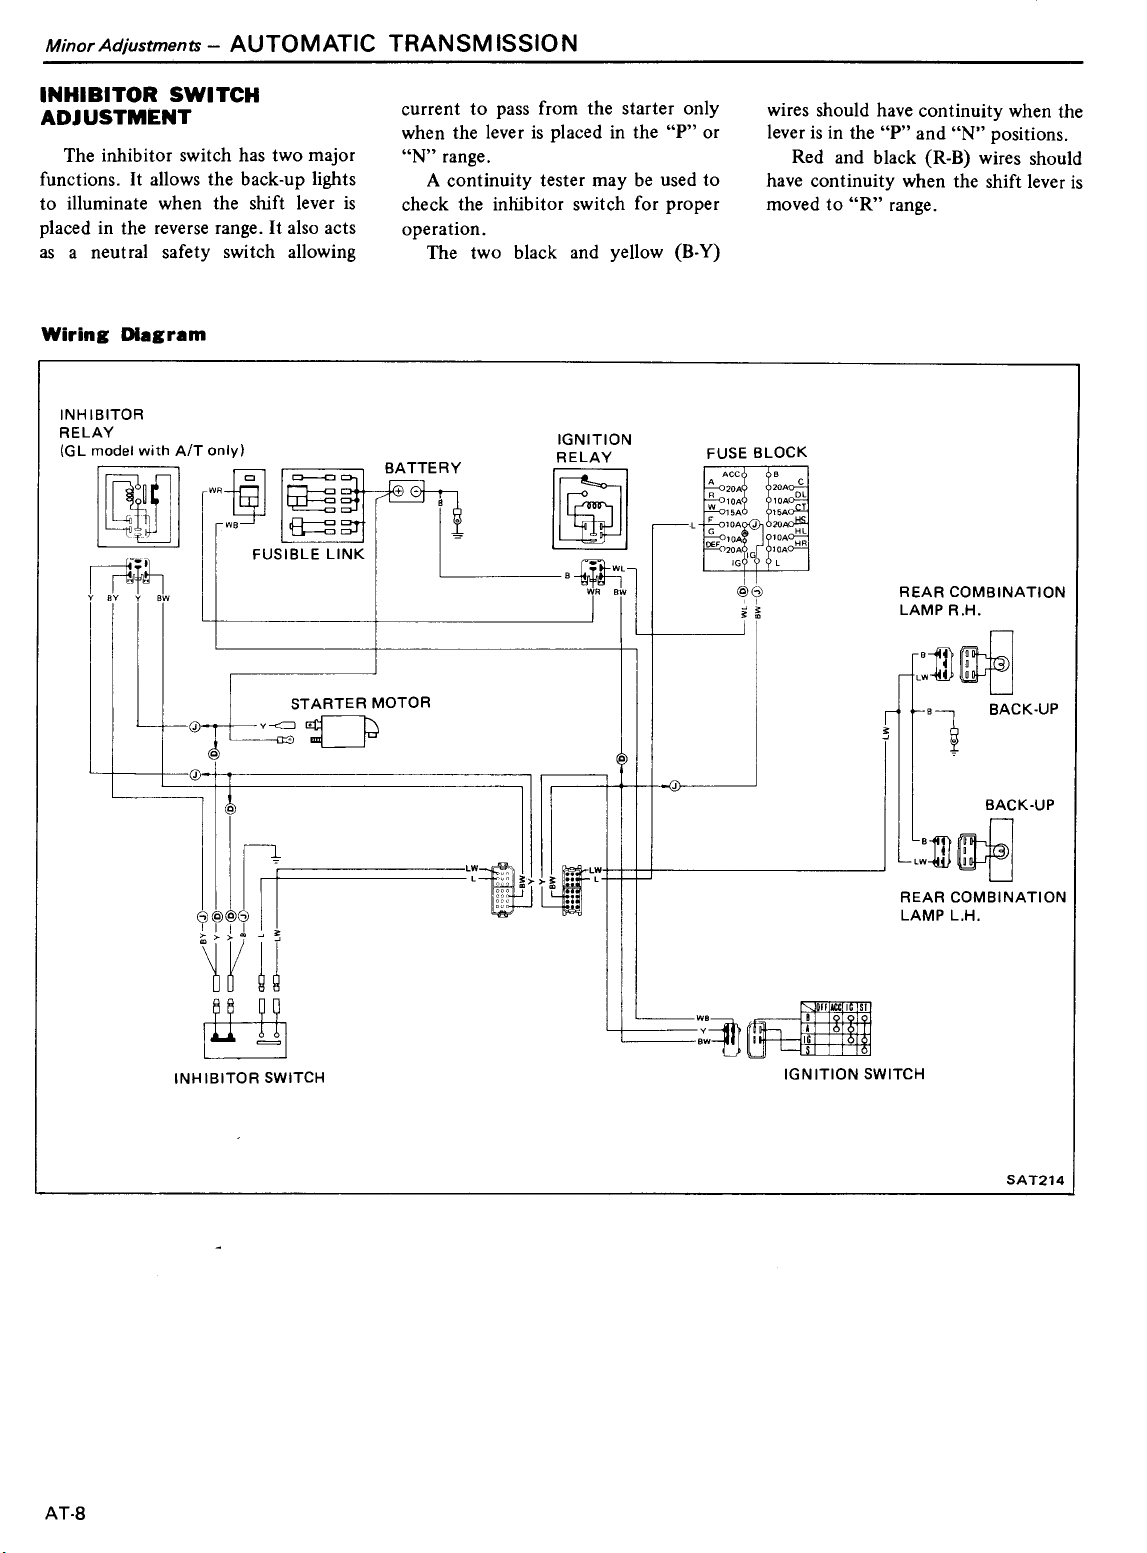 Minor Adjustments – AUTOMATIC TRANSMISSION
INHIBITOR SWITCH
ADJUSTMENT
The inhibitor switch has two major
functions. It allows the back-up lights
to illuminate when the shift lever is
placed in the reverse range. It also acts
as a neutral safety switch allowing
current to pass from the starter only
when the lever is placed in the “P” or
“N” range.
A continuity tester may be used to
check the inhibitor switch for proper
operation.
The two black and yellow (B-Y)
wires should have continuity when the
lever is in the “P” and “N” positions.
Red and black (R-B) wires should
have continuity when the shift lever is
moved to “R” range.
Wiring Diagram
INHIBITOR
RELAY
(GL model with A/T only)
WR
WB
FUSIBLE LINK
BATTERY
B
IGNITION
RELAY
FUSE BLOCK
ACC B
A 20A 20A C
R 10A 10A DL
W 15A 15A CT
F 10A J 20A HS
G 10A 10A HL
DEF 20A IG 10A HR
IG L
L
D J
WL BW
B WL
WR BW
Y BY Y BW
REAR COMBINATION
LAMP R.H.
B
LW
BACK-UP
B
LW
STARTER MOTOR
J Y
D
J
D
D
J
BACK-UP
B
LW
REAR COMBINATION
LAMP L.H.
LW
L
BW Y
Y BW
LW
L
J D D J
BY Y Y B L LW
INHIBITOR SWITCH
WB
Y
BW
OFF ACC IG ST
B
A
IG
S
IGNITION SWITCH
SAT214
AT-8